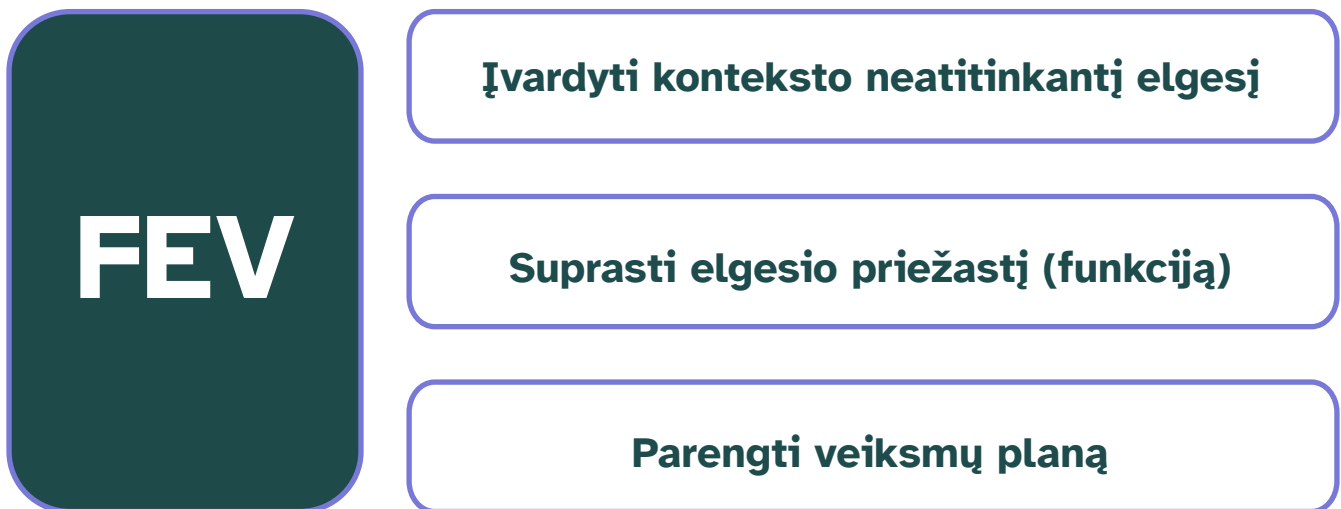 FEV
Įvardyti konteksto neatitinkantį elgesį
Suprasti elgesio priežastį (funkciją)
Parengti veiksmų planą